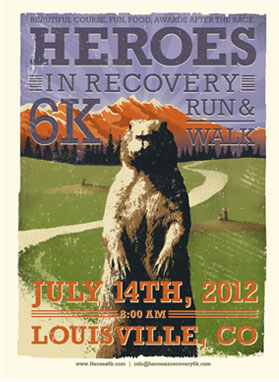 BEAUTIFUL COURSE, FUN, FOOD, AWARDS AFTER THE RACE
HEROES
IN RECOVERY
6K RUN &
WALK
JULY 14TH, 2012
8:00 AM
LOUISVILLE, CO
www.Heroes6k.com | info@heroesinrecovery6k.com